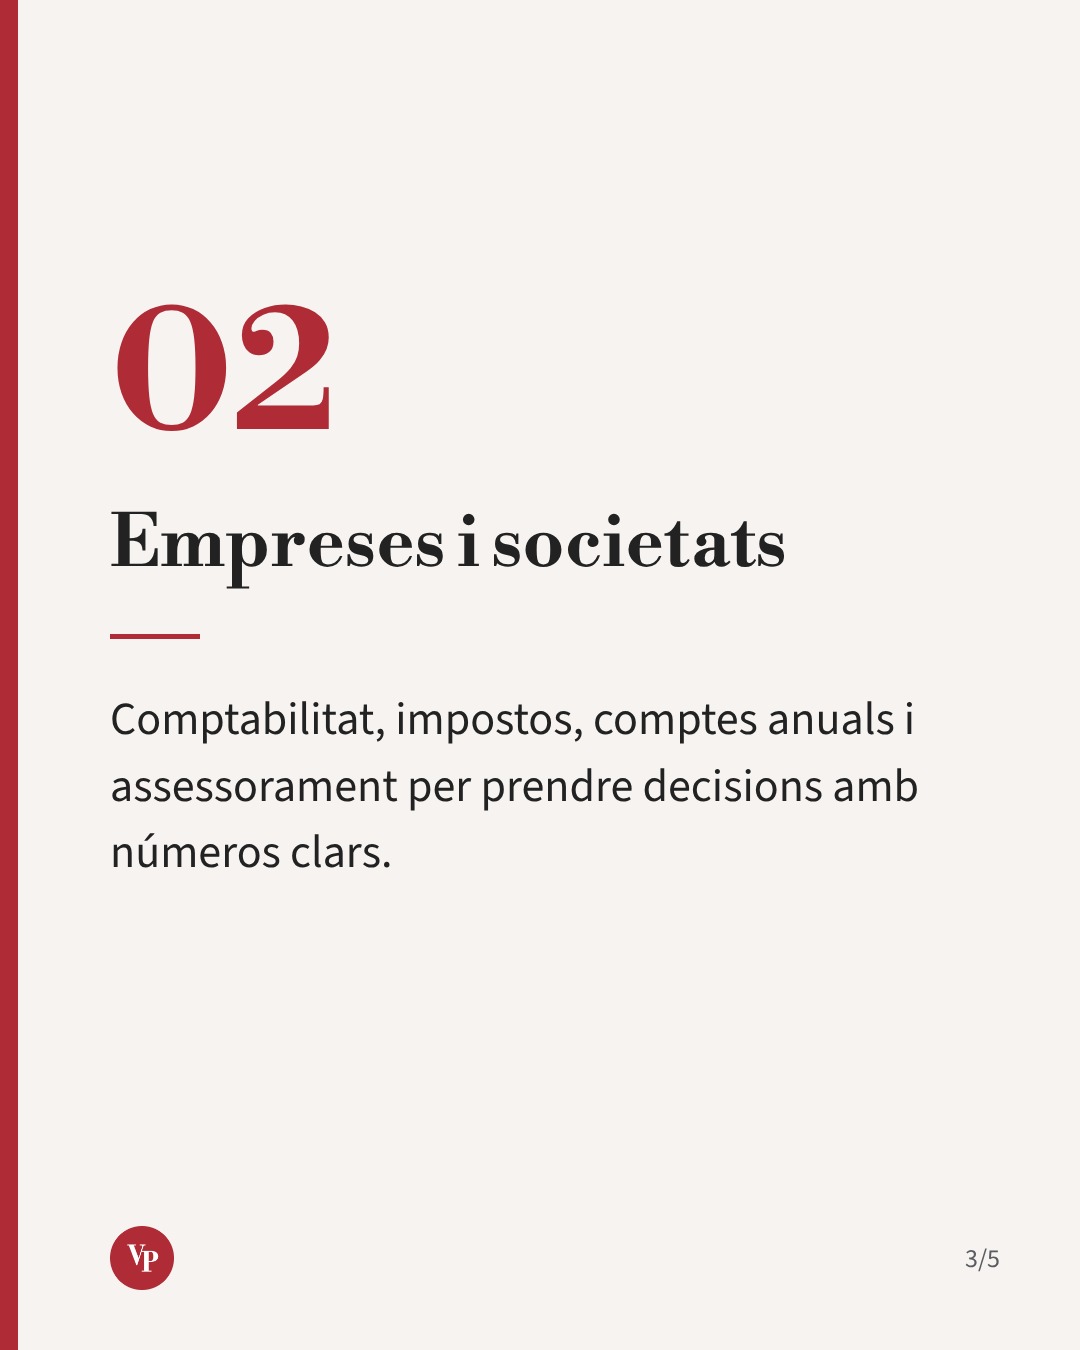 02
Empreses i societats
Comptabilitat, impostos, comptes anuals i
assessorament per prendre decisions amb
números clars.
VP
3/5